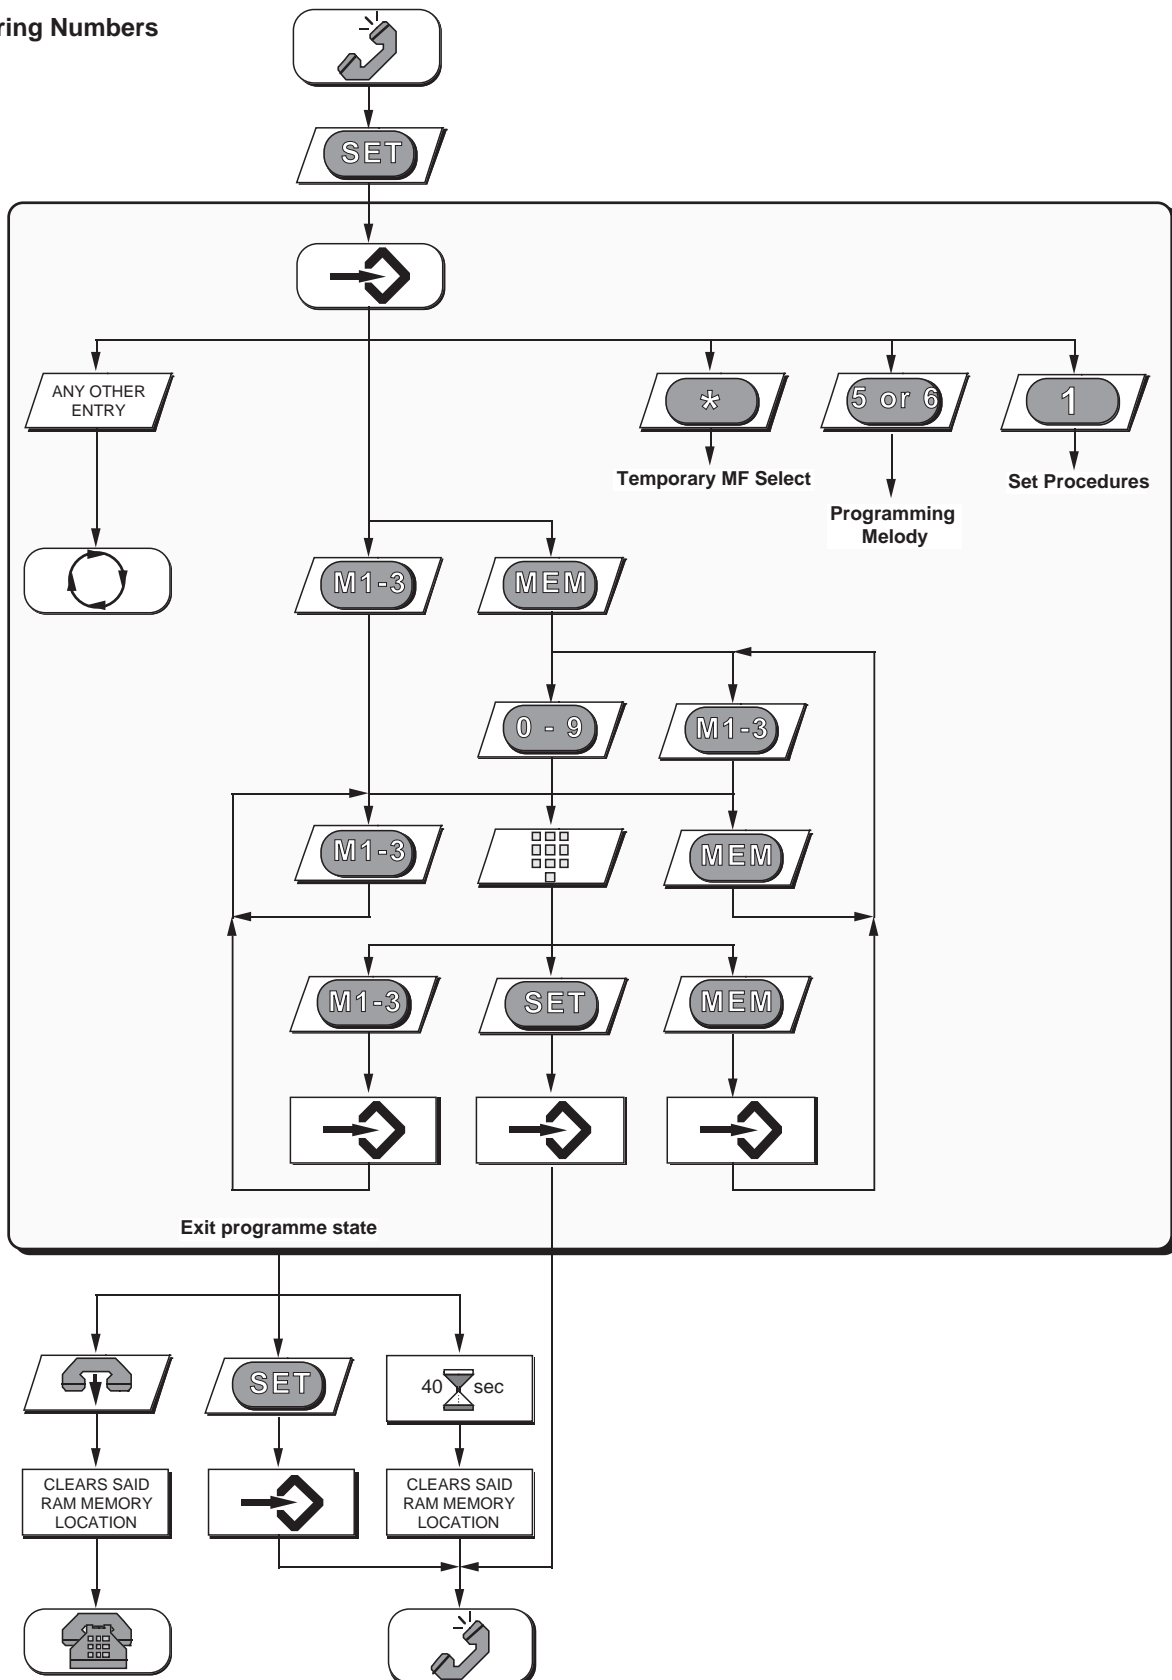 ring Numbers
SET
ANY OTHER
ENTRY
*
5 or 6
1
Temporary MF Select
Programming
Melody
Set Procedures
M1-3
MEM
0 - 9
M1-3
M1-3
MEM
M1-3
SET
MEM
Exit programme state
SET
40 sec
CLEARS SAID
RAM MEMORY
LOCATION
CLEARS SAID
RAM MEMORY
LOCATION